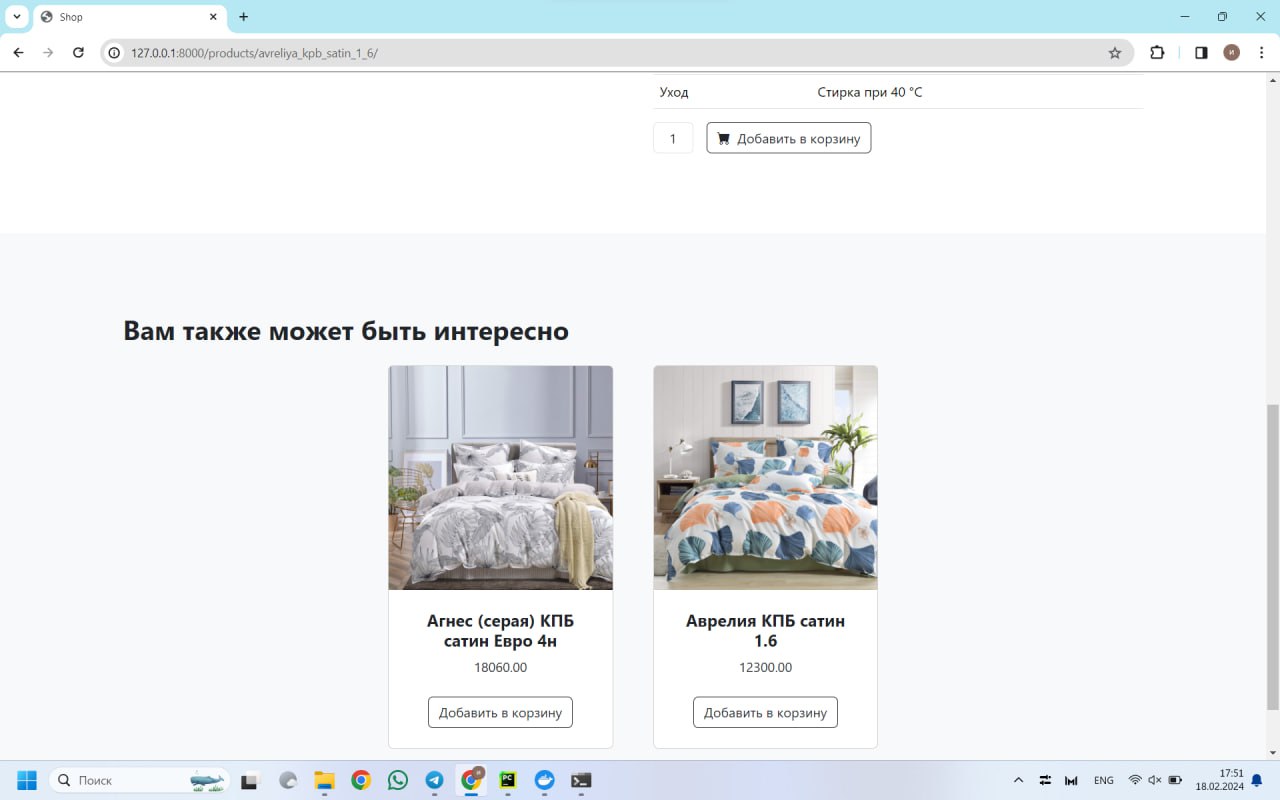 Shop
127.0.0.1:8000/products/avreliya_kpb_satin_1_6/
И
Уход Стирка при 40 °C
1 Добавить в корзину
Вам также может быть интересно
Агнес (серая) КПБ
сатин Евро 4н
18060.00
Добавить в корзину
Аврелия КПБ сатин
1.6
12300.00
Добавить в корзину
Поиск
PC
ENG
17:51
18.02.2024